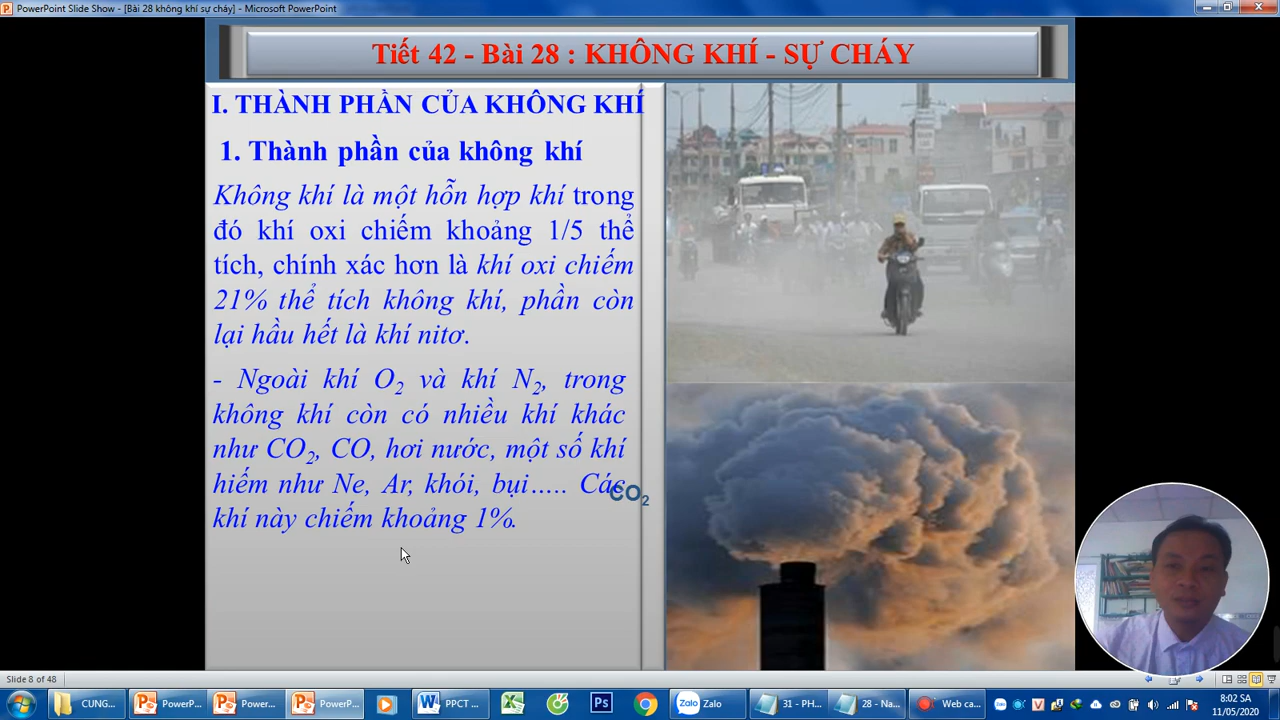 PowerPoint Slide Show - [Bài 28 không khí sự cháy] - Microsoft PowerPoint
Tiết 42 - Bài 28 : KHÔNG KHÍ - SỰ CHÁY
I. THÀNH PHẦN CỦA KHÔNG KHÍ
1. Thành phần của không khí
Không khí là một hỗn hợp khí trong
đó khí oxi chiếm khoảng 1/5 thể
tích, chính xác hơn là khí oxi chiếm
21% thể tích không khí, phần còn
lại hầu hết là khí nitơ.
- Ngoài khí O₂ và khí N₂, trong
không khí còn có nhiều khí khác
như CO₂, CO, hơi nước, một số khí
hiếm như Ne, Ar, khói, bụi..... Các
CO₂
khí này chiếm khoảng 1%.
Slide 8 of 48
CUNG... PowerP... Power... PowerP... PPCT ... Zalo 31 - PH... 28 - Na... Web ca...
8:02 SA
11/05/2020